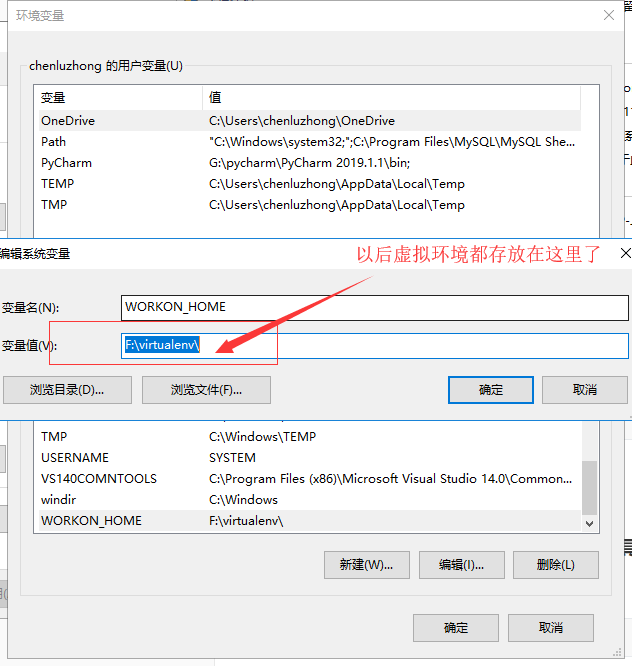 环境变量
chenluzhong 的用户变量(U)
变量 值
OneDrive C:\Users\chenluzhong\OneDrive
Path "C:\Windows\system32;";C:\Program Files\MySQL\MySQL She...
PyCharm G:\pycharm\PyCharm 2019.1.1\bin;
TEMP C:\Users\chenluzhong\AppData\Local\Temp
TMP C:\Users\chenluzhong\AppData\Local\Temp
编辑系统变量
以后虚拟环境都存放在这里了
变量名(N): WORKON_HOME
变量值(V): F:\virtualenv\
浏览目录(D)... 浏览文件(F)... 确定 取消
TMP C:\Windows\TEMP
USERNAME SYSTEM
VS140COMNTOOLS C:\Program Files (x86)\Microsoft Visual Studio 14.0\Common...
windir C:\Windows
WORKON_HOME F:\virtualenv\
新建(W)... 编辑(I)... 删除(L)
确定 取消